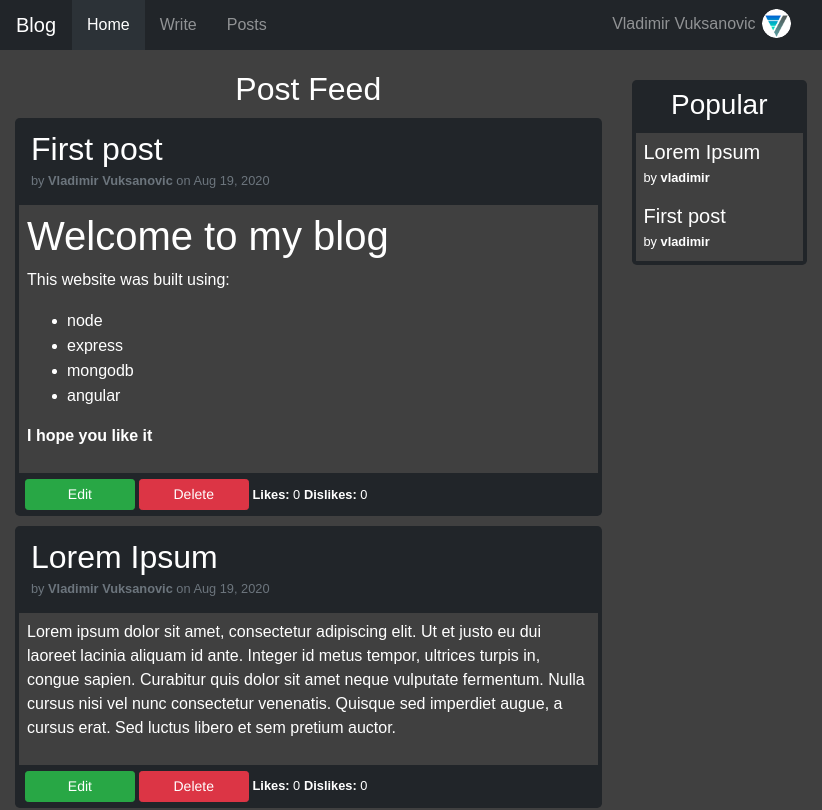 Blog Home Write Posts Vladimir Vuksanovic
Post Feed
First post
by Vladimir Vuksanovic on Aug 19, 2020
Welcome to my blog
This website was built using:
node
express
mongodb
angular
I hope you like it
Edit Delete Likes: 0 Dislikes: 0
Lorem Ipsum
by Vladimir Vuksanovic on Aug 19, 2020
Lorem ipsum dolor sit amet, consectetur adipiscing elit. Ut et justo eu dui
laoreet lacinia aliquam id ante. Integer id metus tempor, ultrices turpis in,
congue sapien. Curabitur quis dolor sit amet neque vulputate fermentum. Nulla
cursus nisi vel nunc consectetur venenatis. Quisque sed imperdiet augue, a
cursus erat. Sed luctus libero et sem pretium auctor.
Edit Delete Likes: 0 Dislikes: 0
Popular
Lorem Ipsum
by vladimir
First post
by vladimir